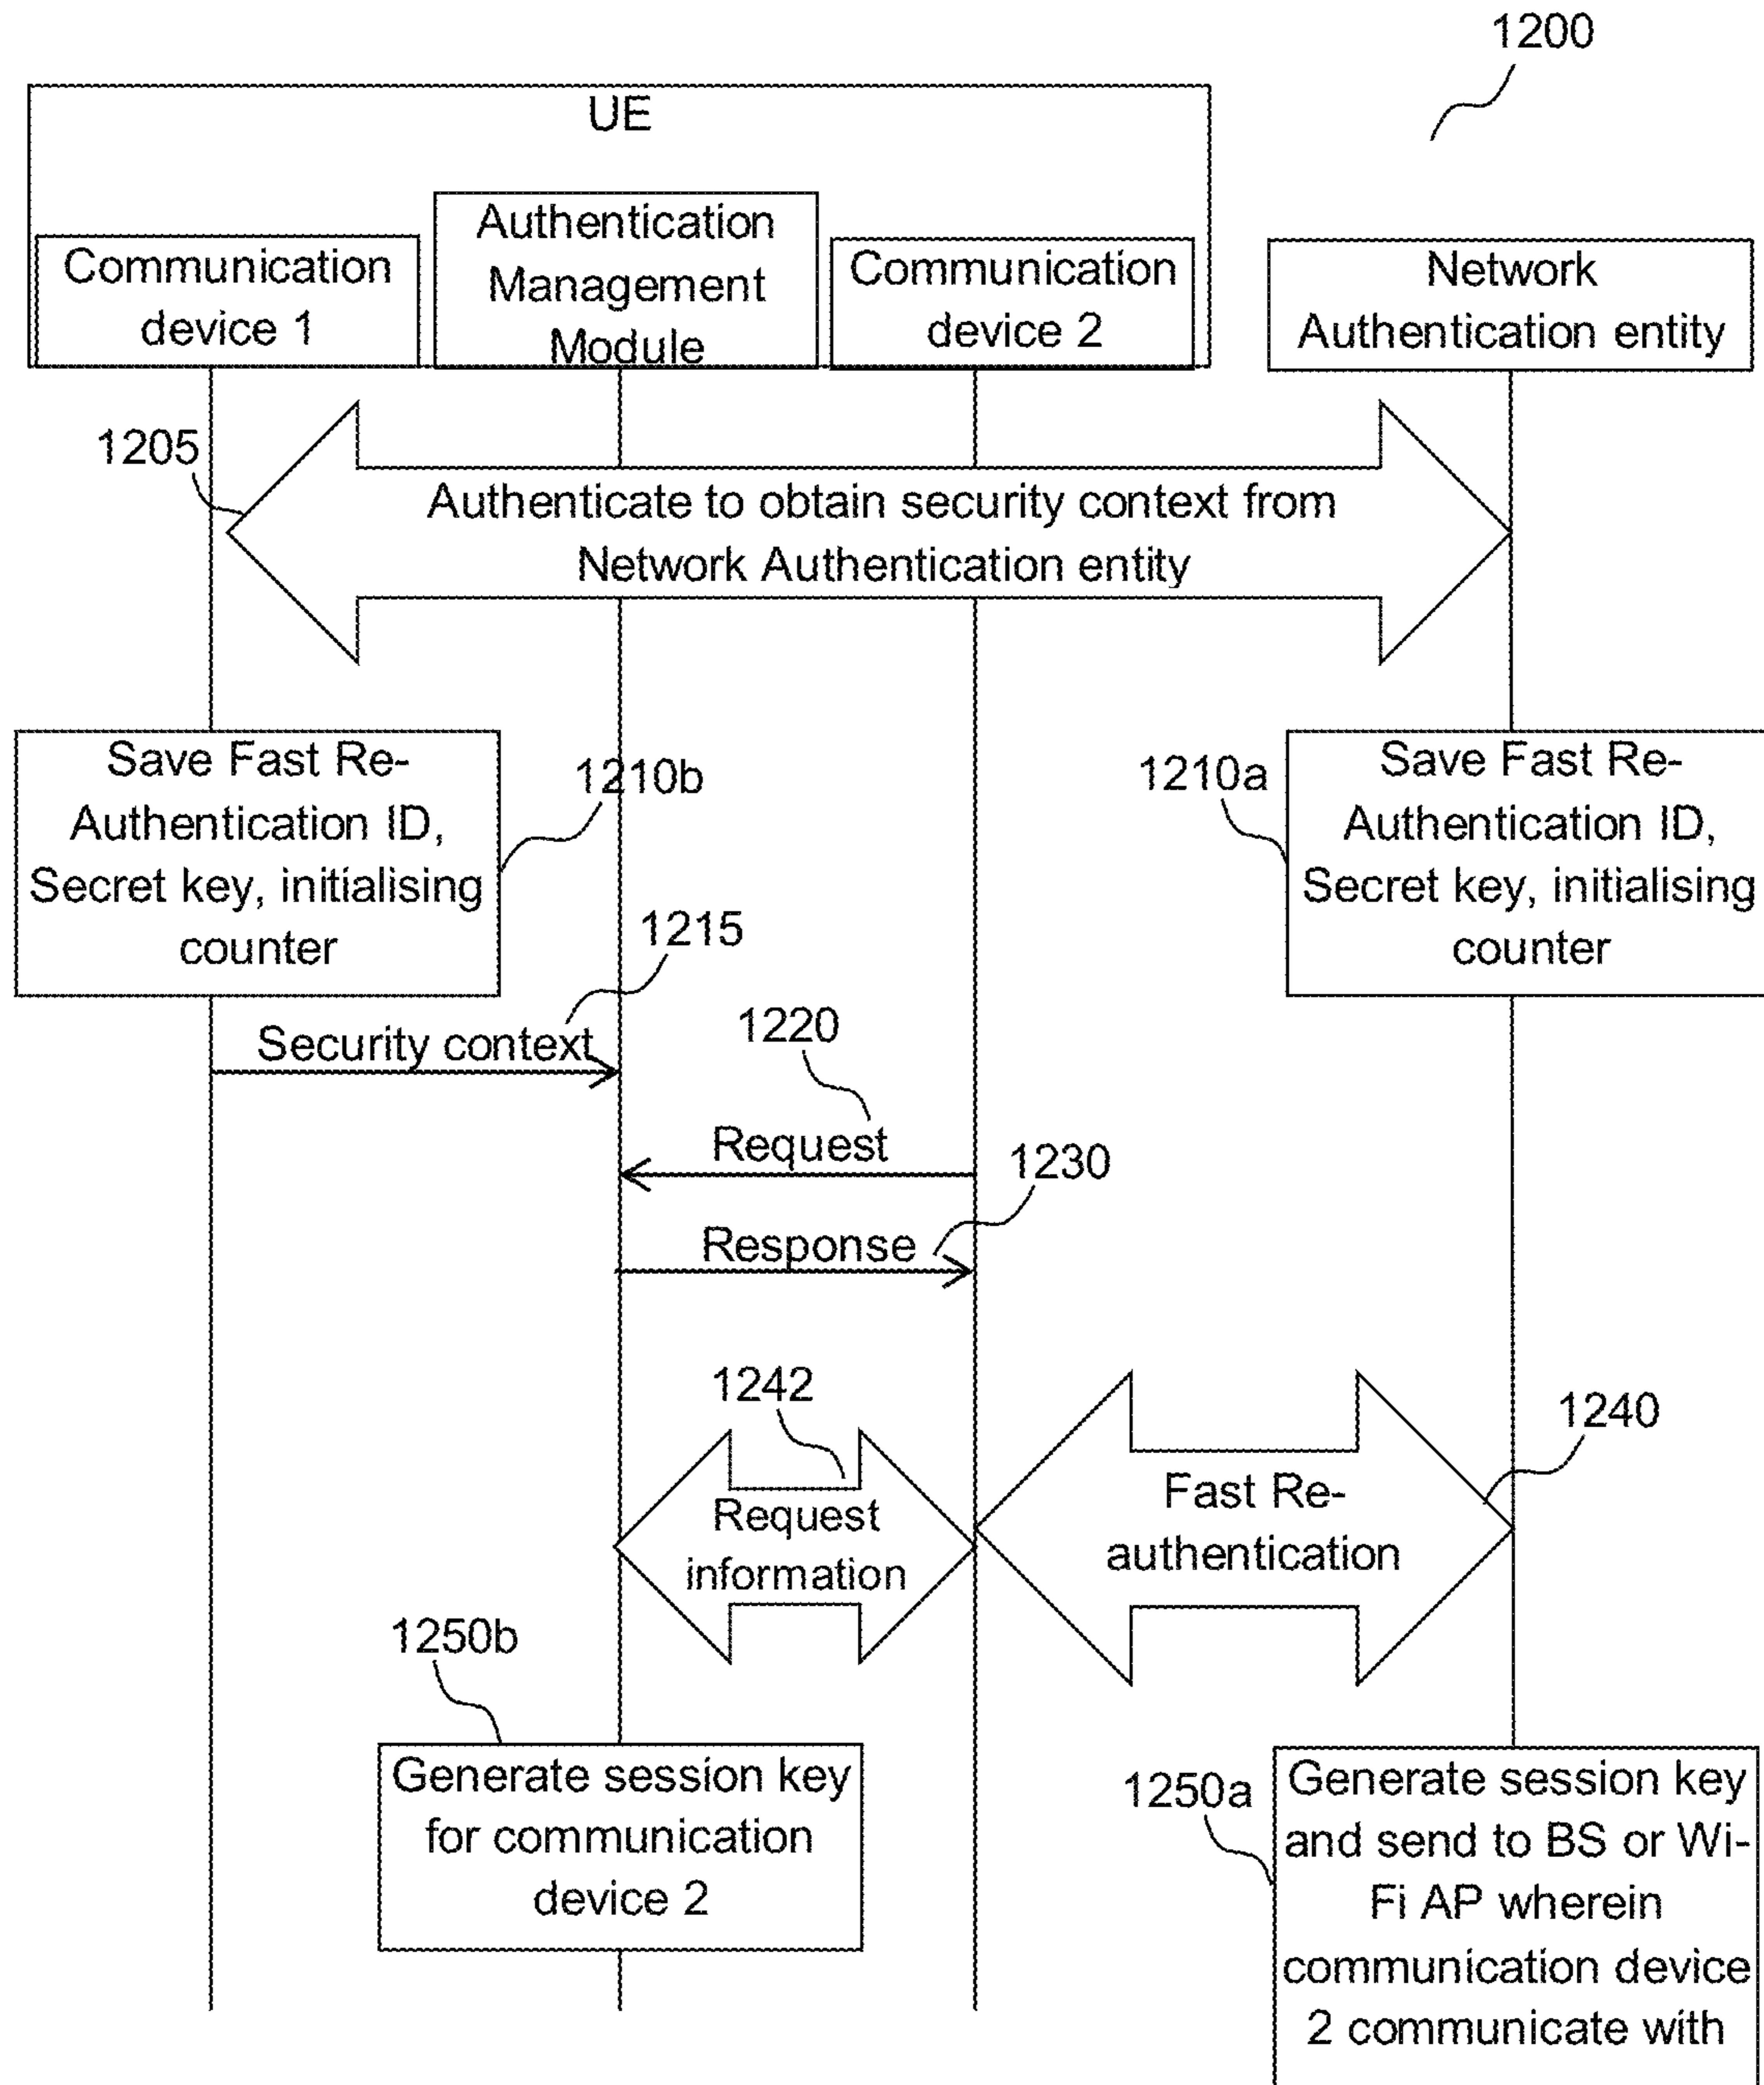 1200
UE
Communication
device 1
Authentication
Management
Module
Communication
device 2
Network
Authentication entity
1205
Authenticate to obtain security context from
Network Authentication entity
Save Fast Re-
Authentication ID,
Secret key, initialising
counter
1210b
1210a
Save Fast Re-
Authentication ID,
Secret key, initialising
counter
1215
Security context
1220
Request
1230
Response
1242
Request
information
1240
Fast Re-
authentication
1250b
Generate session key
for communication
device 2
1250a
Generate session key
and send to BS or Wi-
Fi AP wherein
communication device
2 communicate with